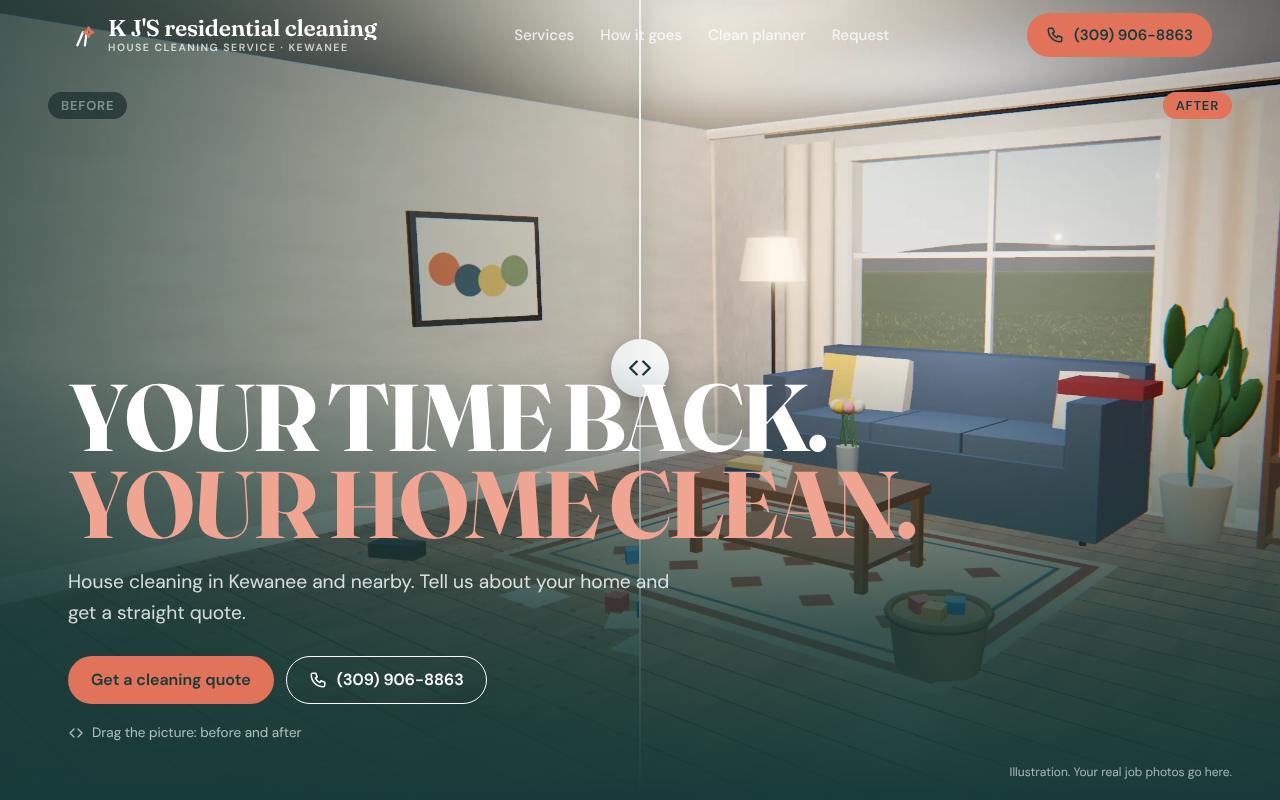 K J'S residential cleaning
HOUSE CLEANING SERVICE · KEWANEE
Services
How it goes
Clean planner
Request
(309) 906-8863
BEFORE
AFTER
YOUR TIME BACK.
YOUR HOME CLEAN.
House cleaning in Kewanee and nearby. Tell us about your home and
get a straight quote.
Get a cleaning quote
(309) 906-8863
Drag the picture: before and after
Illustration. Your real job photos go here.